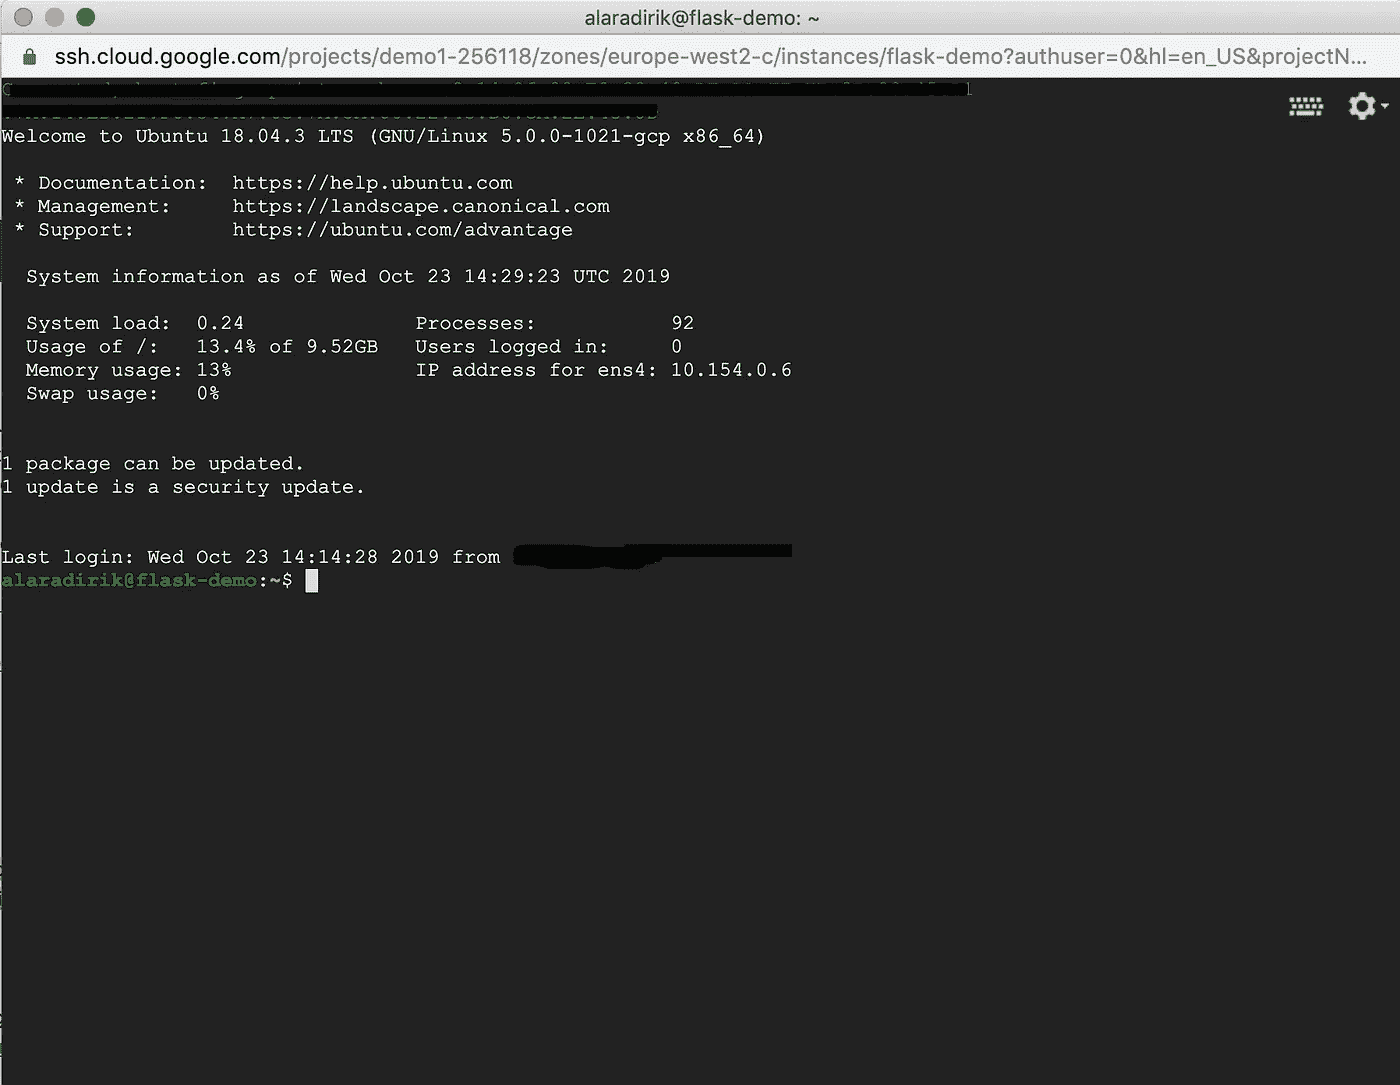 alaradirik@flask-demo: ~
ssh.cloud.google.com/projects/demo1-256118/zones/europe-west2-c/instances/flask-demo?authuser=0&hl=en_US&projectN...
Welcome to Ubuntu 18.04.3 LTS (GNU/Linux 5.0.0-1021-gcp x86_64)
* Documentation: https://help.ubuntu.com
* Management: https://landscape.canonical.com
* Support: https://ubuntu.com/advantage
System information as of Wed Oct 23 14:29:23 UTC 2019
System load: 0.24 Processes: 92
Usage of /: 13.4% of 9.52GB Users logged in: 0
Memory usage: 13% IP address for ens4: 10.154.0.6
Swap usage: 0%
1 package can be updated.
1 update is a security update.
Last login: Wed Oct 23 14:14:28 2019 from
alaradirik@flask-demo:~$